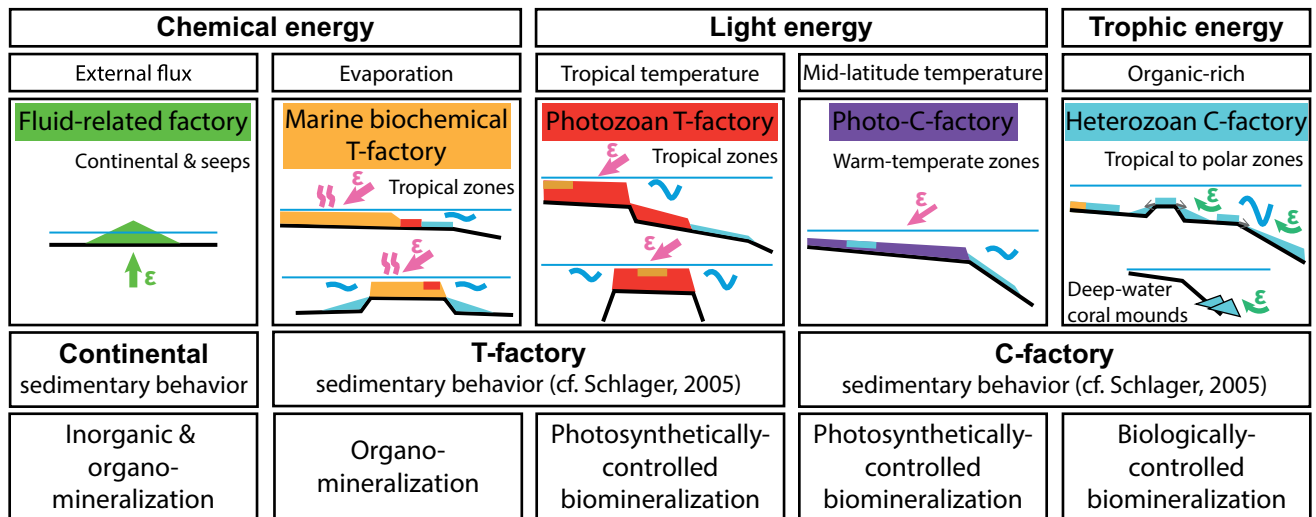 Chemical energy
Light energy
Trophic energy
External flux
Evaporation
Tropical temperature
Mid-latitude temperature
Organic-rich
Fluid-related factory
Continental & seeps
ε
Marine biochemical
T-factory
Tropical zones
ε
ε
Photozoan T-factory
Tropical zones
ε
ε
Photo-C-factory
Warm-temperate zones
ε
Heterozoan C-factory
Tropical to polar zones
ε
ε
Deep-water
coral mounds
ε
Continental
sedimentary behavior
T-factory
sedimentary behavior (cf. Schlager, 2005)
C-factory
sedimentary behavior (cf. Schlager, 2005)
Inorganic &
organo-
mineralization
Organo-
mineralization
Photosynthetically-
controlled
biomineralization
Photosynthetically-
controlled
biomineralization
Biologically-
controlled
biomineralization